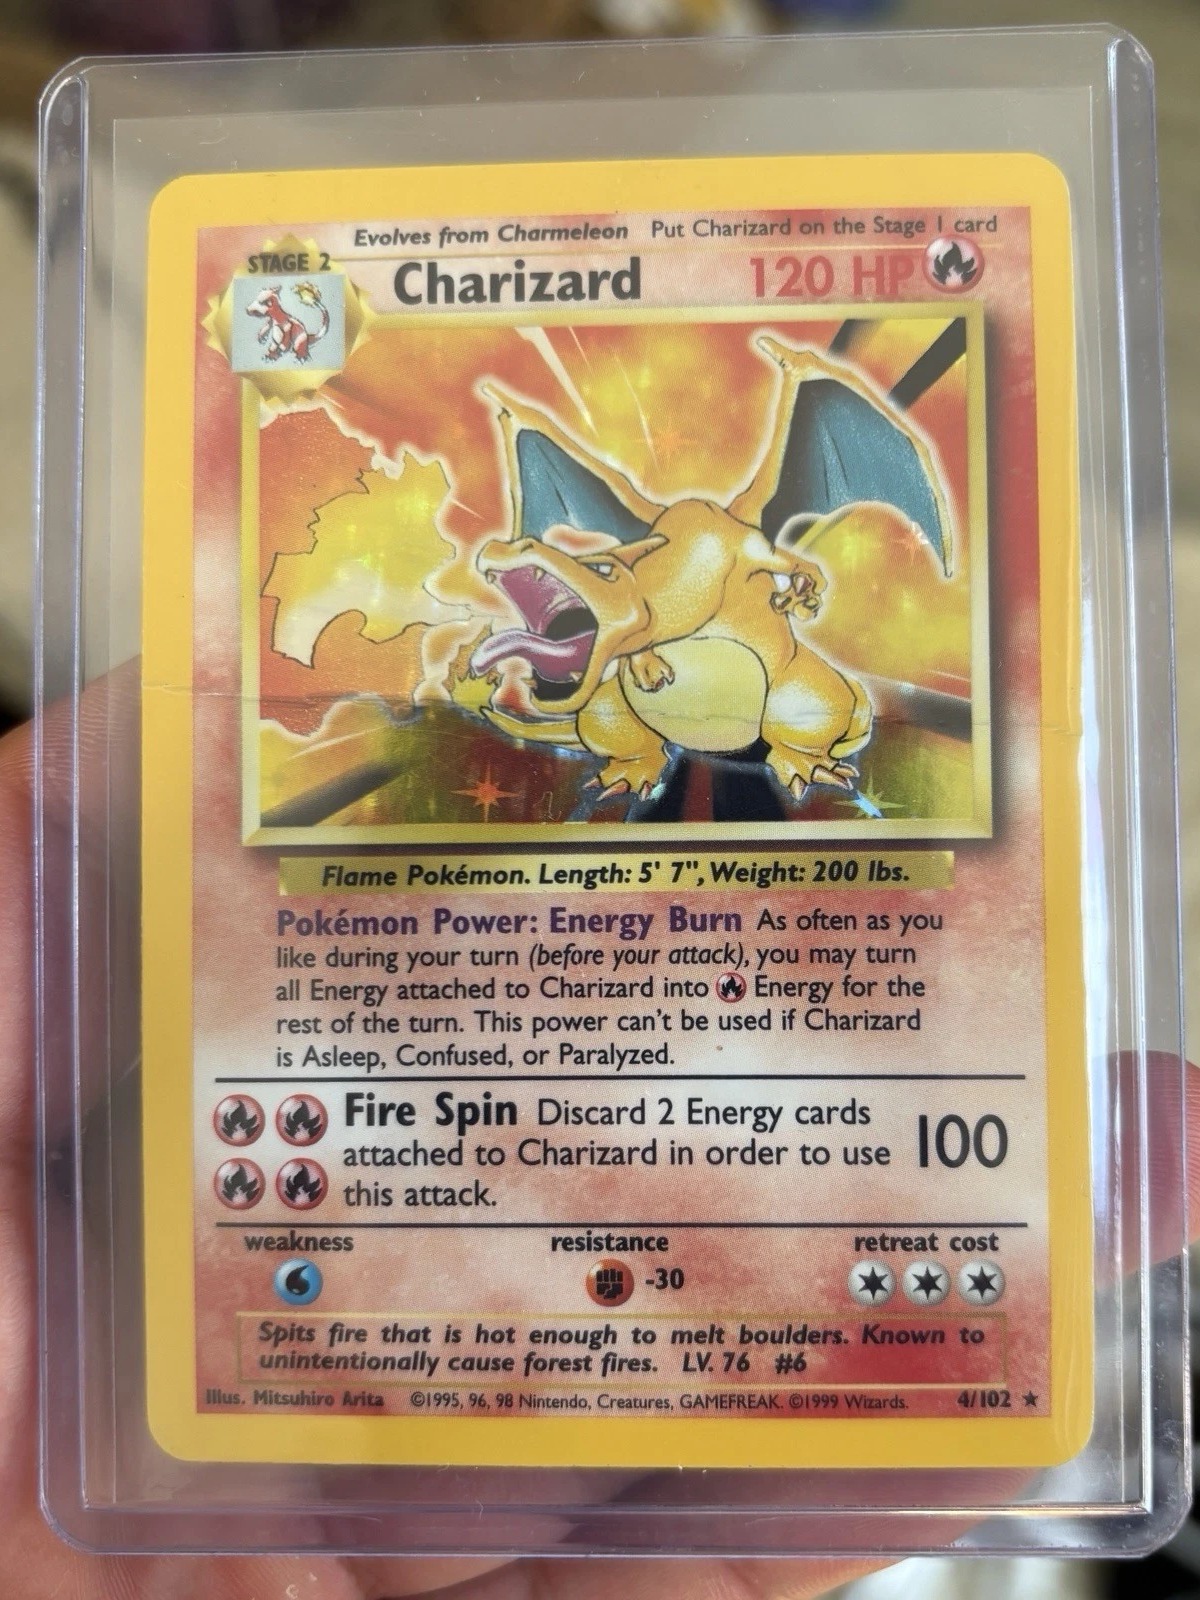 Evolves from Charmeleon Put Charizard on the Stage 1 card
STAGE 2
Charizard 120 HP
Flame Pokémon. Length: 5' 7", Weight: 200 lbs.
Pokémon Power: Energy Burn As often as you
like during your turn (before your attack), you may turn
all Energy attached to Charizard into Energy for the
rest of the turn. This power can't be used if Charizard
is Asleep, Confused, or Paralyzed.
Fire Spin Discard 2 Energy cards
attached to Charizard in order to use 100
this attack.
weakness resistance retreat cost
-30
Spits fire that is hot enough to melt boulders. Known to
unintentionally cause forest fires. LV. 76 #6
Illus. Mitsuhiro Arita ©1995, 96, 98 Nintendo, Creatures, GAMEFREAK. ©1999 Wizards. 4/102 ★